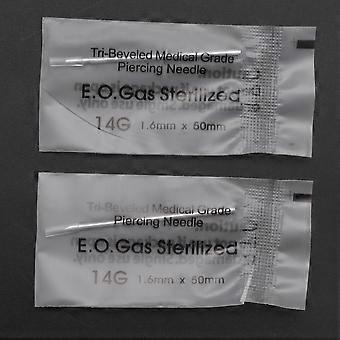 Tri-Beveled Medical Grade
Piercing Needle
E.O.Gas Sterilized
14G 1.6mm x 50mm
Tri-Beveled Medical Grade
Piercing Needle
E.O.Gas Sterilized
14G 1.6mm x 50mm